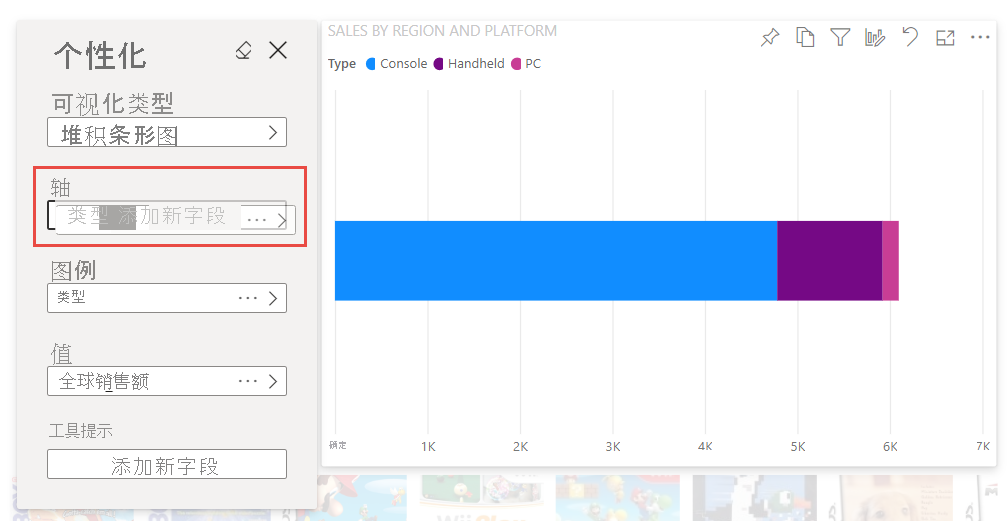 个性化
可视化类型
堆积条形图
轴
类型 添加新字段
图例
类型
值
全球销售额
工具提示
添加新字段
SALES BY REGION AND PLATFORM
Type Console Handheld PC
1K 2K 3K 4K 5K 6K 7K